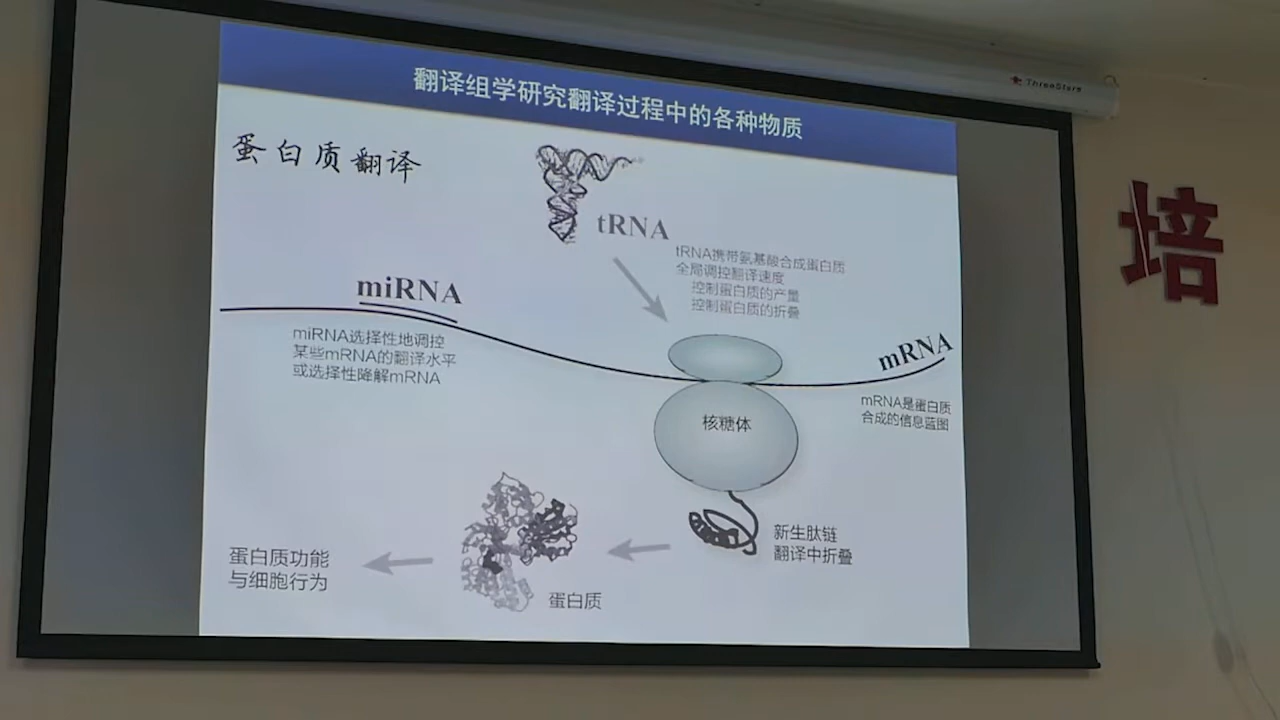 ThreeStars
翻译组学研究翻译过程中的各种物质
蛋白质翻译
tRNA
tRNA携带氨基酸合成蛋白质
全局调控翻译速度
控制蛋白质的产量
控制蛋白质的折叠
miRNA
miRNA选择性地调控
某些mRNA的翻译水平
或选择性降解mRNA
mRNA
mRNA是蛋白质
合成的信息蓝图
核糖体
新生肽链
翻译中折叠
蛋白质
蛋白质功能
与细胞行为
培